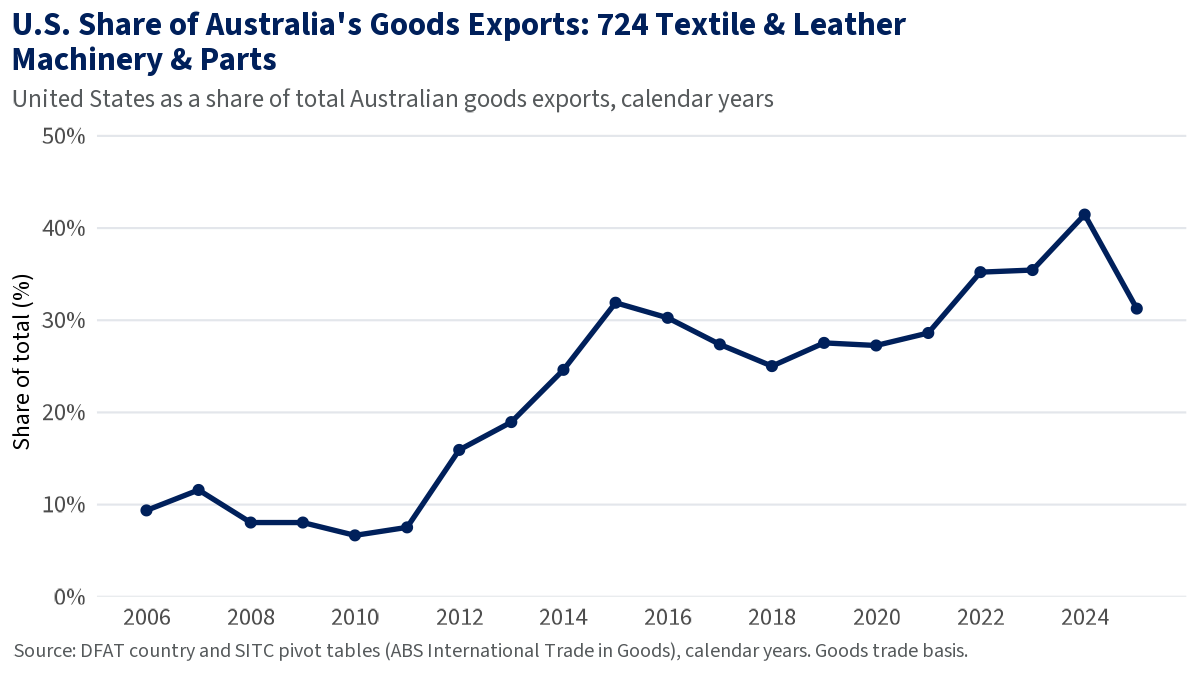 U.S. Share of Australia's Goods Exports: 724 Textile & Leather
Machinery & Parts
United States as a share of total Australian goods exports, calendar years
Share of total (%)
50%
40%
30%
20%
10%
0%
2006 2008 2010 2012 2014 2016 2018 2020 2022 2024
Source: DFAT country and SITC pivot tables (ABS International Trade in Goods), calendar years. Goods trade basis.